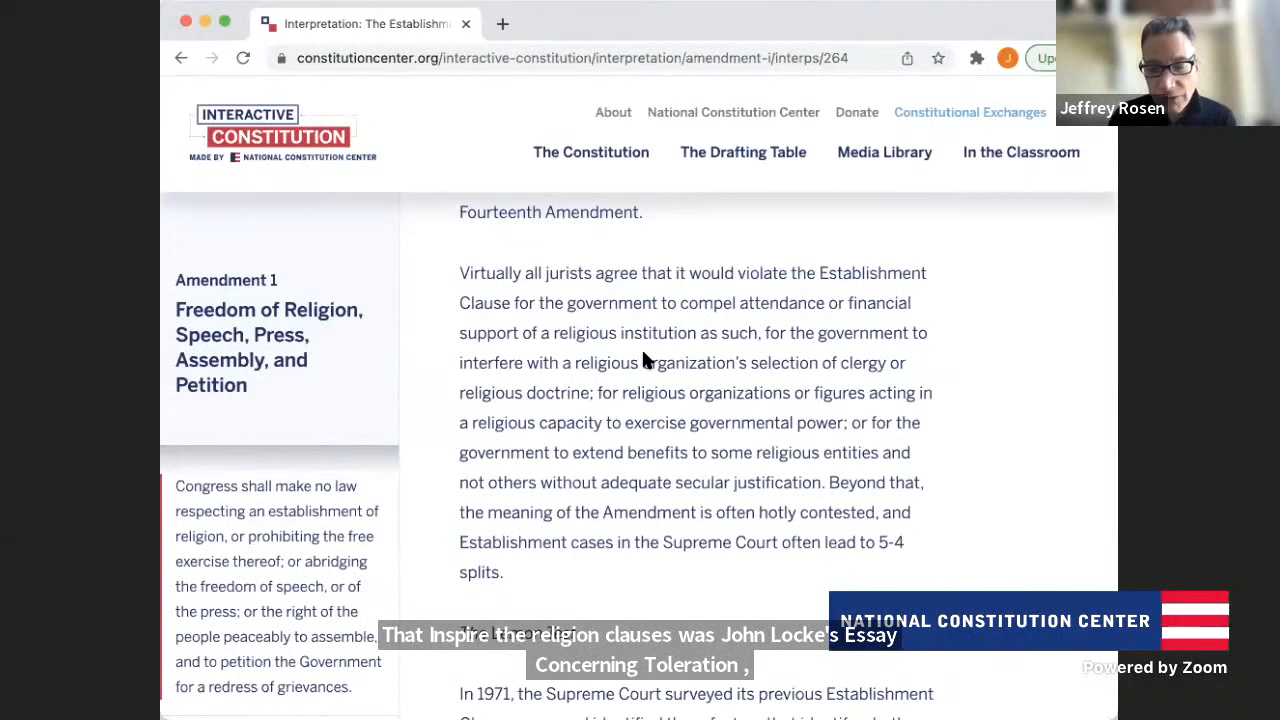 Interpretation: The Establishm
constitutioncenter.org/interactive-constitution/interpretation/amendment-i/interps/264
J
Jeffrey Rosen
INTERACTIVE
CONSTITUTION
MADE BY NATIONAL CONSTITUTION CENTER
About National Constitution Center Donate Constitutional Exchanges
The Constitution The Drafting Table Media Library In the Classroom
Amendment 1
Freedom of Religion,
Speech, Press,
Assembly, and
Petition
Congress shall make no law
respecting an establishment of
religion, or prohibiting the free
exercise thereof; or abridging
the freedom of speech, or of
the press; or the right of the
people peaceably to assemble,
and to petition the Government
for a redress of grievances.
Fourteenth Amendment.
Virtually all jurists agree that it would violate the Establishment
Clause for the government to compel attendance or financial
support of a religious institution as such, for the government to
interfere with a religious organization's selection of clergy or
religious doctrine; for religious organizations or figures acting in
a religious capacity to exercise governmental power; or for the
government to extend benefits to some religious entities and
not others without adequate secular justification. Beyond that,
the meaning of the Amendment is often hotly contested, and
Establishment cases in the Supreme Court often lead to 5-4
splits.
In 1971, the Supreme Court surveyed its previous Establishment
That Inspire the religion clauses was John Locke's Essay
Concerning Toleration ,
NATIONAL CONSTITUTION CENTER
Powered by Zoom